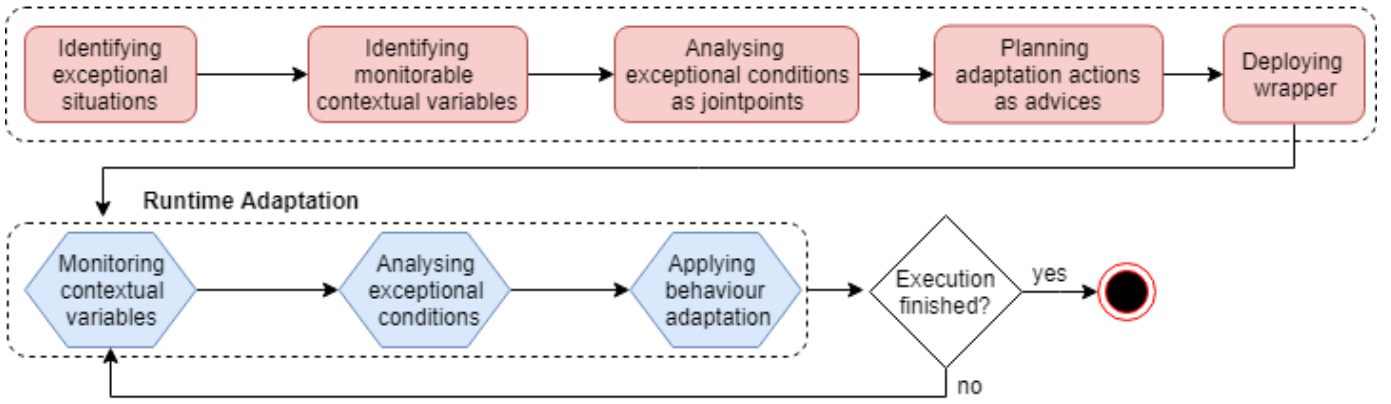 Identifying
exceptional
situations
Identifying
monitorable
contextual variables
Analysing
exceptional conditions
as jointpoints
Planning
adaptation actions
as advices
Deploying
wrapper
Runtime Adaptation
Monitoring
contextual
variables
Analysing
exceptional
conditions
Applying
behaviour
adaptation
Execution
finished?
yes
no